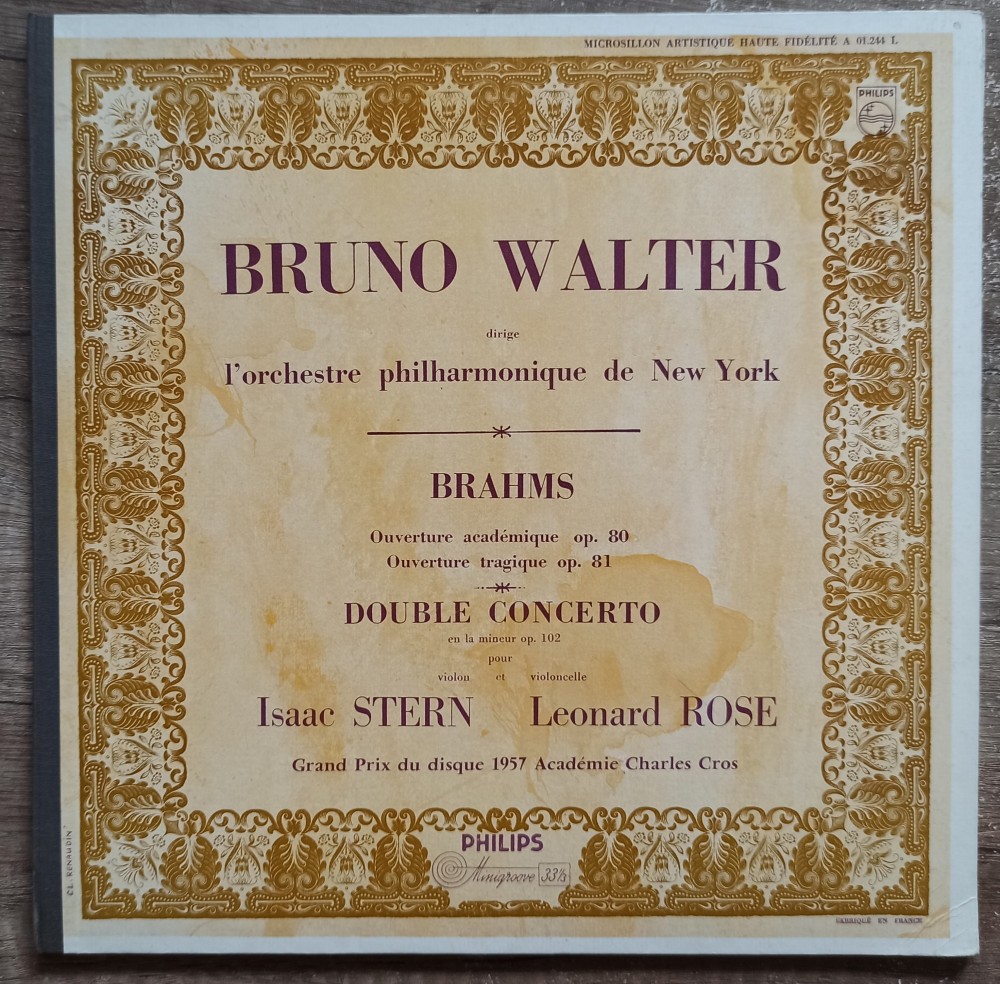 MICROSILLON ARTISTIQUE HAUTE FIDÉLITÉ A 01.244 L
PHILIPS
BRUNO WALTER
dirige
l'orchestre philharmonique de New York
BRAHMS
Ouverture académique op. 80
Ouverture tragique op. 81
DOUBLE CONCERTO
en la mineur op. 102
pour
violon et violoncelle
Isaac STERN Leonard ROSE
Grand Prix du disque 1957 Académie Charles Cros
PHILIPS
Minigroove 33⅓
CL. RENAUDIN
FABRIQUÉ EN FRANCE